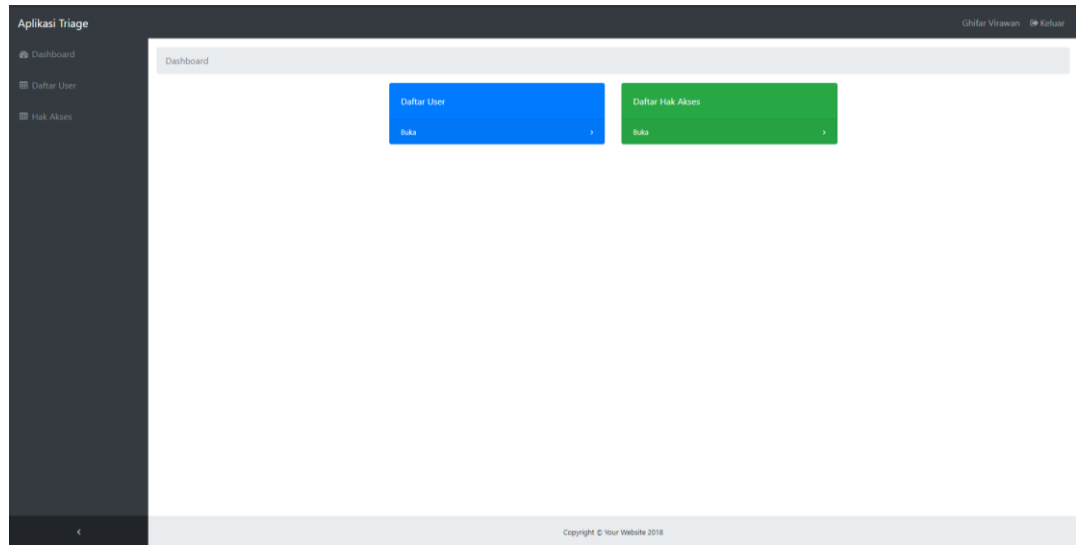 Aplikasi Triage
Ghifar Virawan Keluar
Dashboard
Daftar User
Hak Akses
Dashboard
Daftar User
Buka
Daftar Hak Akses
Buka
Copyright © Your Website 2018